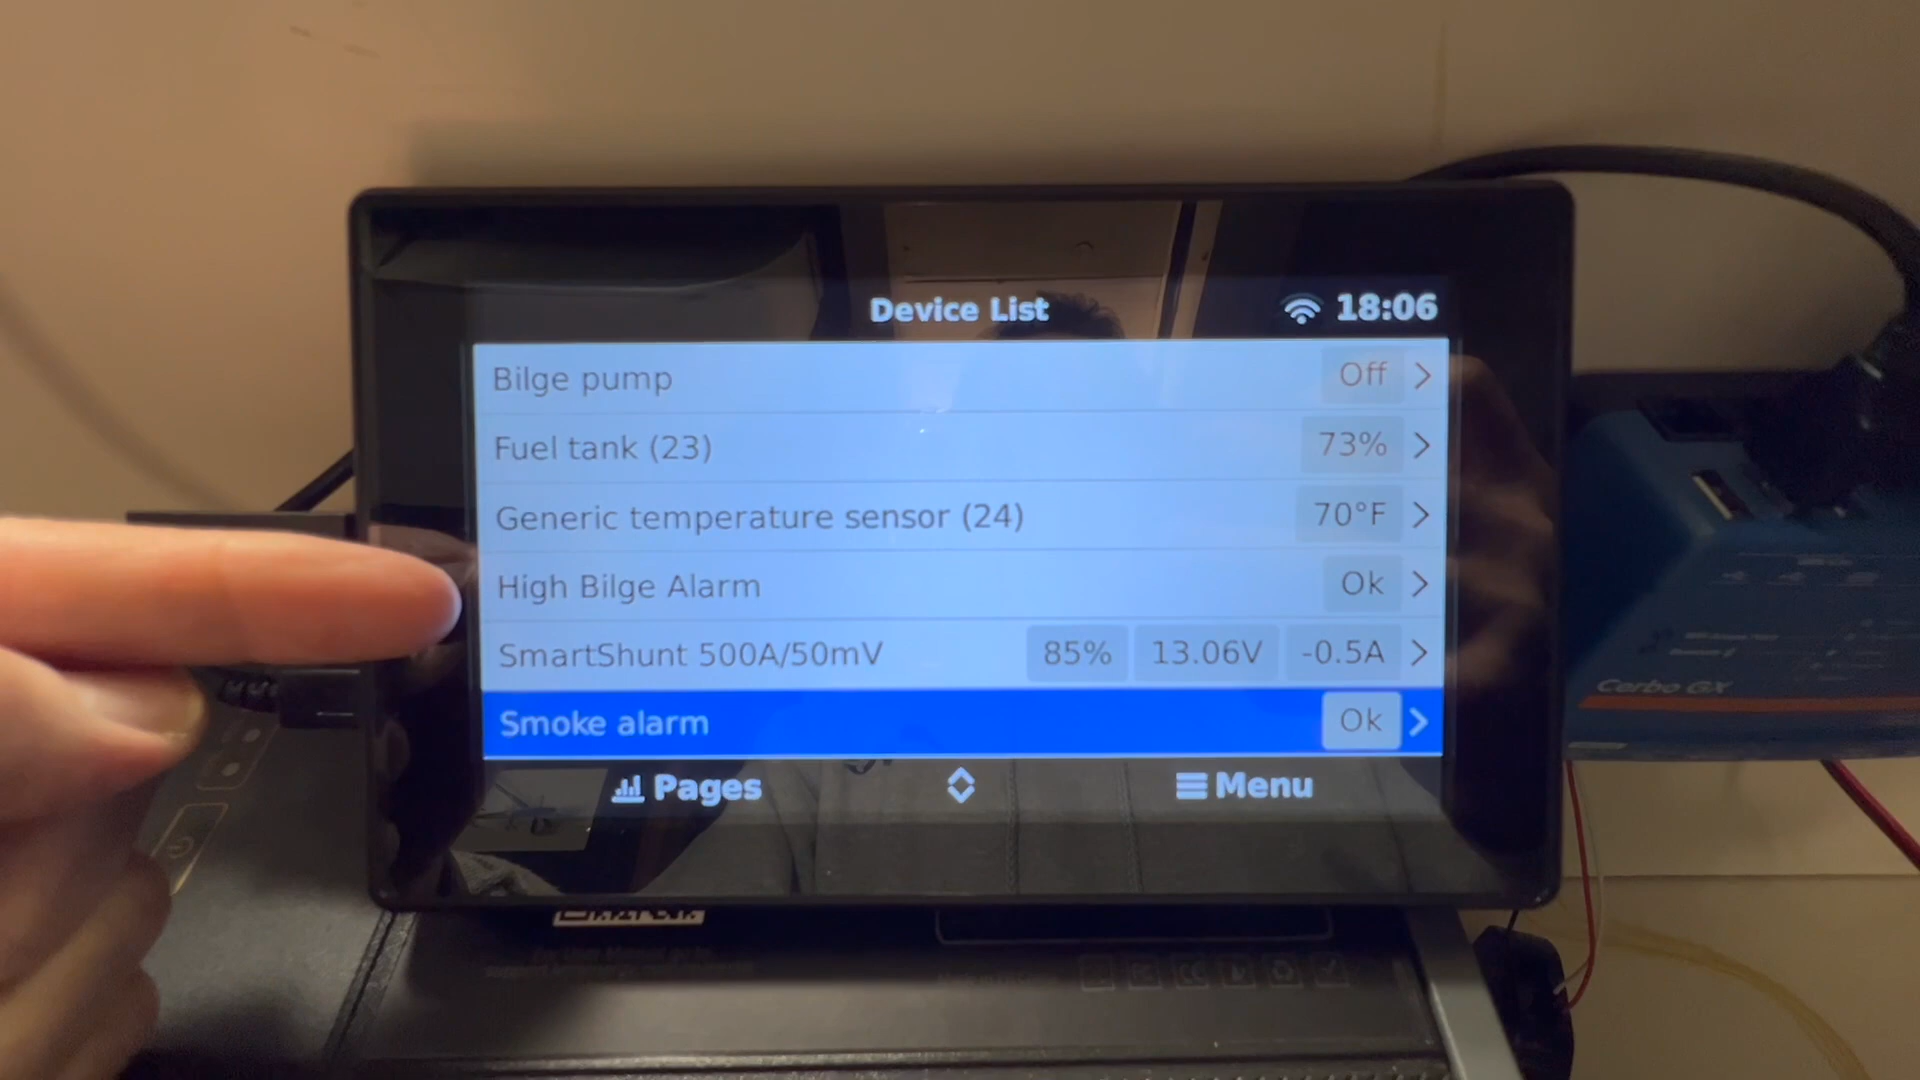 Device List
18:06
Bilge pump Off
Fuel tank (23) 73%
Generic temperature sensor (24) 70°F
High Bilge Alarm Ok
SmartShunt 500A/50mV 85% 13.06V -0.5A
Smoke alarm Ok
Pages Menu
Cerbo GX